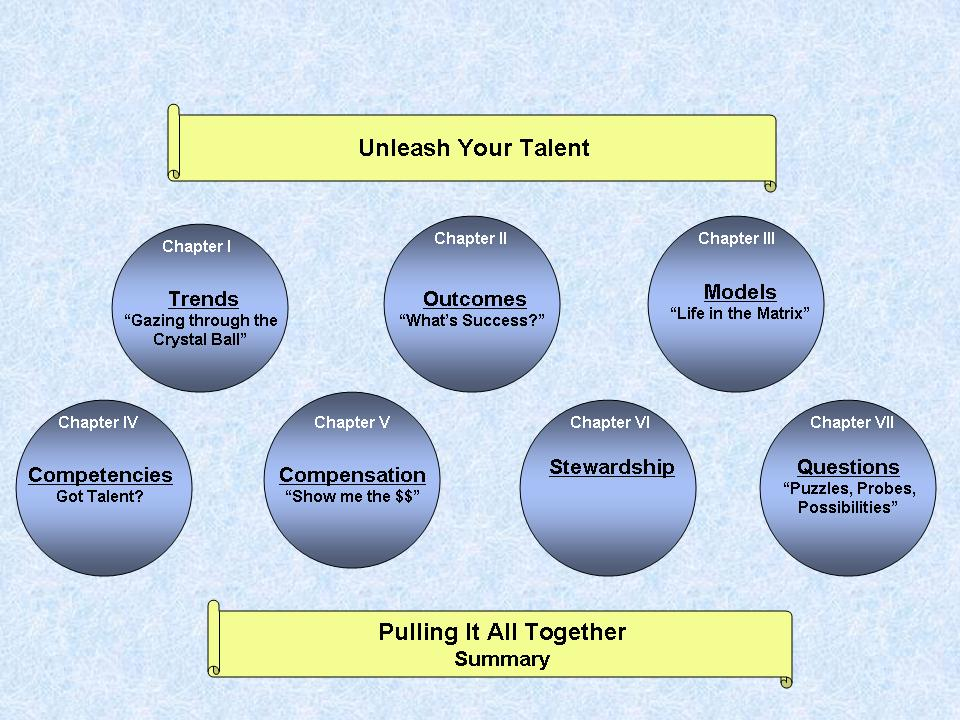 Unleash Your Talent
Chapter I
Trends
“Gazing through the
Crystal Ball”
Chapter II
Outcomes
“What’s Success?”
Chapter III
Models
“Life in the Matrix”
Chapter IV
Competencies
Got Talent?
Chapter V
Compensation
“Show me the $$”
Chapter VI
Stewardship
Chapter VII
Questions
“Puzzles, Probes,
Possibilities”
Pulling It All Together
Summary